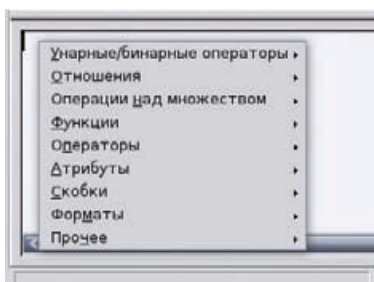 Унарные/бинарные операторы
Отношения
Операции над множеством
Функции
Операторы
Атрибуты
Скобки
Форматы
Прочее